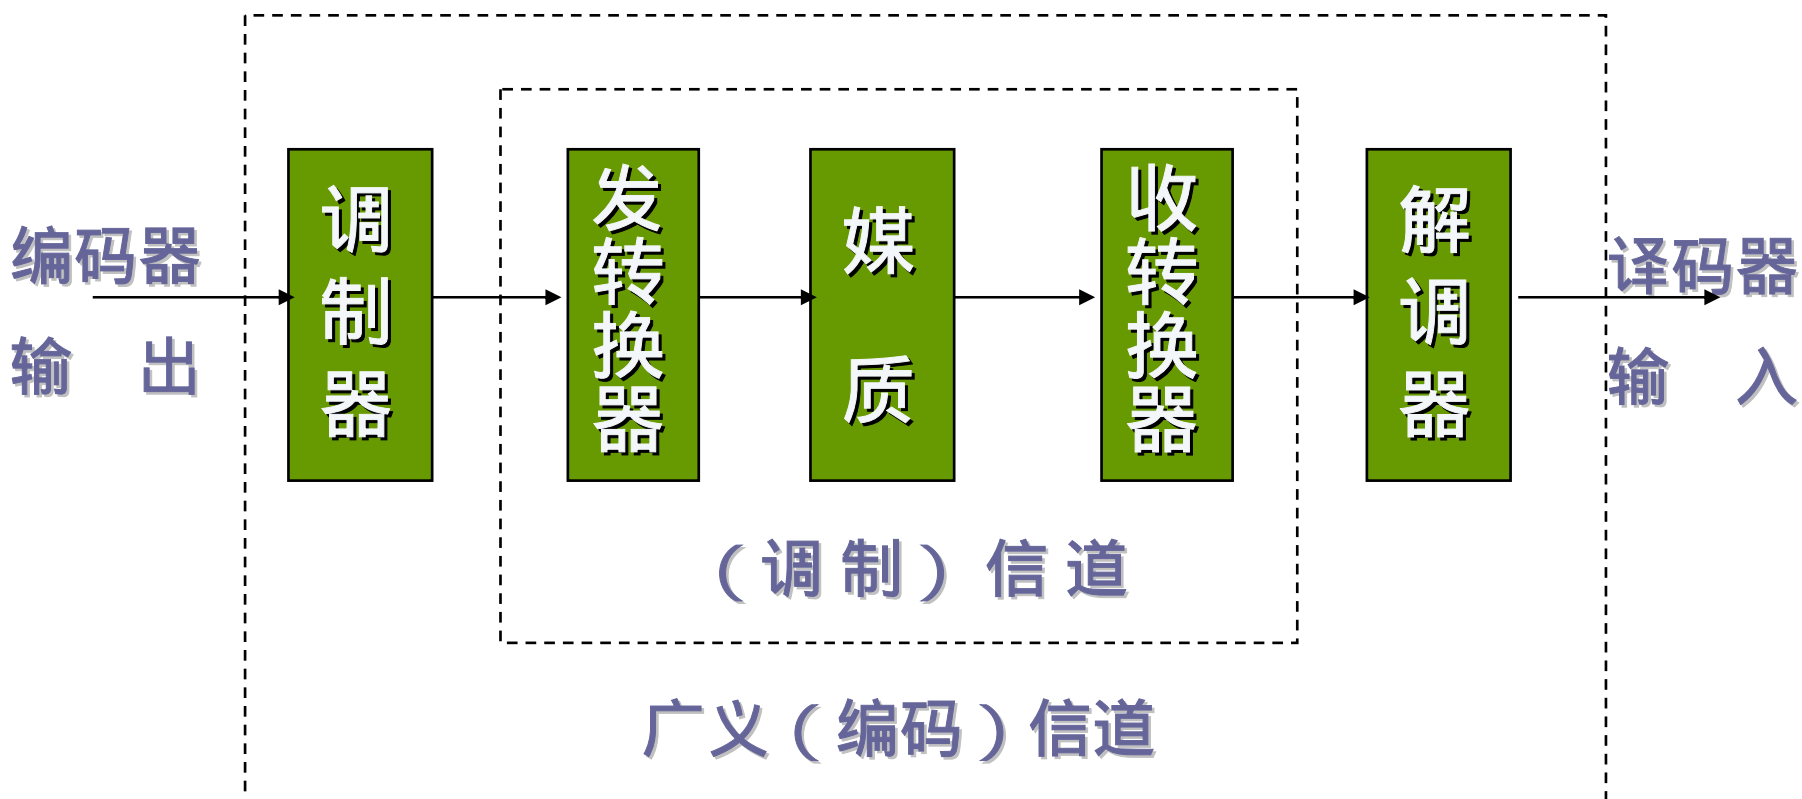 编码器
输 出
调制器
发转换器
媒质
收转换器
解调器
译码器
输 入
（调 制）信 道
广义（编码）信道